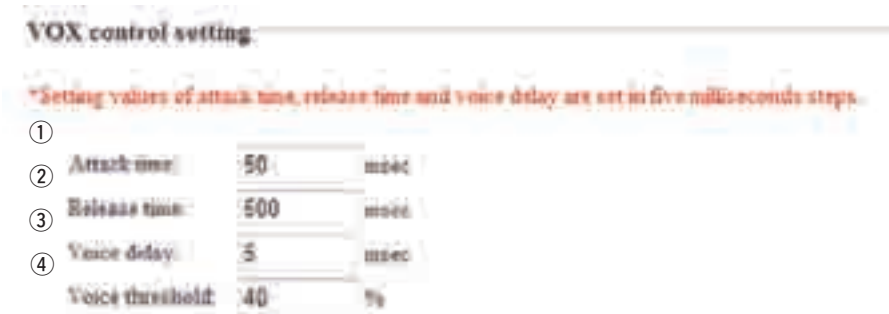 VOX control setting
*Setting values of attack time, release time and voice delay are set in five milliseconds steps.
①
② Attack time: 50 msec
③ Release time: 500 msec
④ Voice delay: 5 msec
Voice threshold: 40 %